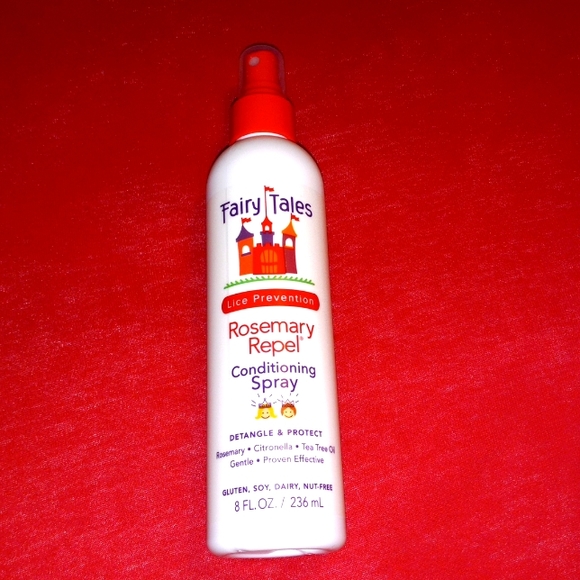 Fairy Tales
Lice Prevention
Rosemary
Repel®
Conditioning
Spray
DETANGLE & PROTECT
Rosemary • Citronella • Tea Tree Oil
Gentle • Proven Effective
GLUTEN, SOY, DAIRY, NUT-FREE
8 FL.OZ. / 236 mL